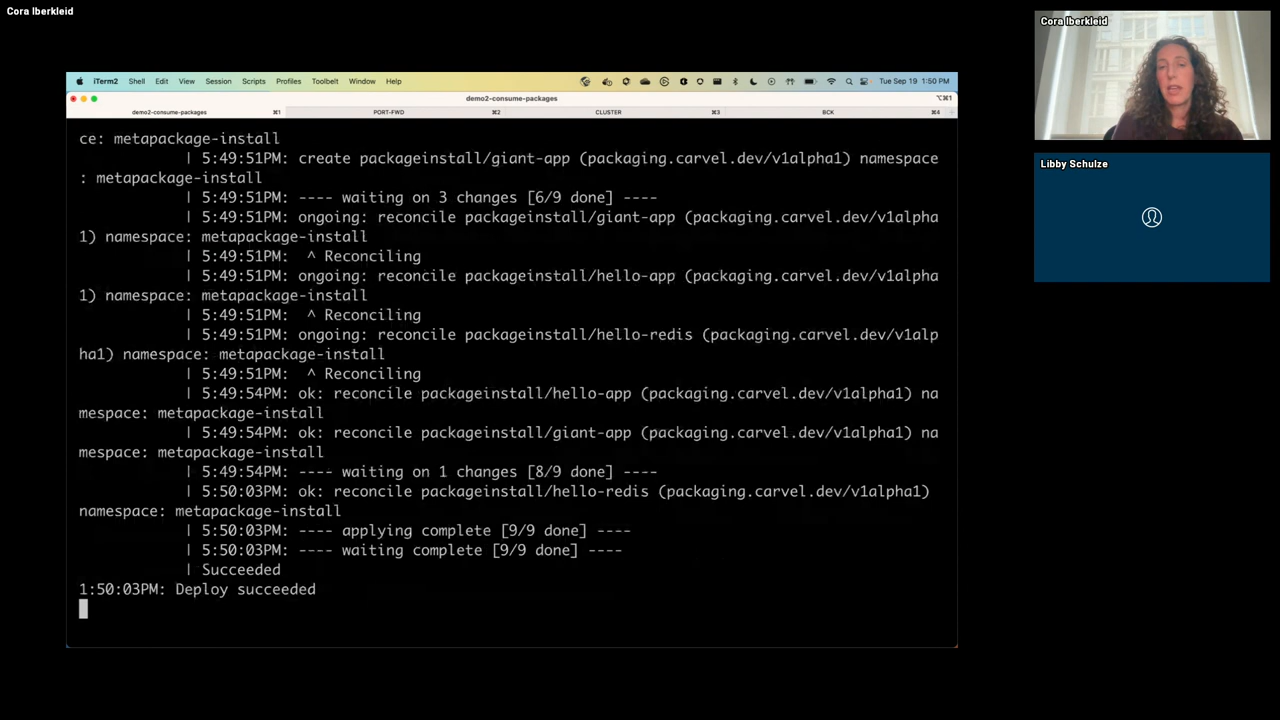 Cora Iberkleid
Cora Iberkleid
Libby Schulze
iTerm2 Shell Edit View Session Scripts Profiles Toolbelt Window Help Tue Sep 19 1:50 PM
demo2-consume-packages ⌥⌘1
demo2-consume-packages ⌘1 PORT-FWD ⌘2 CLUSTER ⌘3 BCK ⌘4
ce: metapackage-install
| 5:49:51PM: create packageinstall/giant-app (packaging.carvel.dev/v1alpha1) namespace
: metapackage-install
| 5:49:51PM: ---- waiting on 3 changes [6/9 done] ----
| 5:49:51PM: ongoing: reconcile packageinstall/giant-app (packaging.carvel.dev/v1alpha
1) namespace: metapackage-install
| 5:49:51PM:  ^ Reconciling
| 5:49:51PM: ongoing: reconcile packageinstall/hello-app (packaging.carvel.dev/v1alpha
1) namespace: metapackage-install
| 5:49:51PM:  ^ Reconciling
| 5:49:51PM: ongoing: reconcile packageinstall/hello-redis (packaging.carvel.dev/v1alp
ha1) namespace: metapackage-install
| 5:49:51PM:  ^ Reconciling
| 5:49:54PM: ok: reconcile packageinstall/hello-app (packaging.carvel.dev/v1alpha1) na
mespace: metapackage-install
| 5:49:54PM: ok: reconcile packageinstall/giant-app (packaging.carvel.dev/v1alpha1) na
mespace: metapackage-install
| 5:49:54PM: ---- waiting on 1 changes [8/9 done] ----
| 5:50:03PM: ok: reconcile packageinstall/hello-redis (packaging.carvel.dev/v1alpha1)
namespace: metapackage-install
| 5:50:03PM: ---- applying complete [9/9 done] ----
| 5:50:03PM: ---- waiting complete [9/9 done] ----
| Succeeded
1:50:03PM: Deploy succeeded